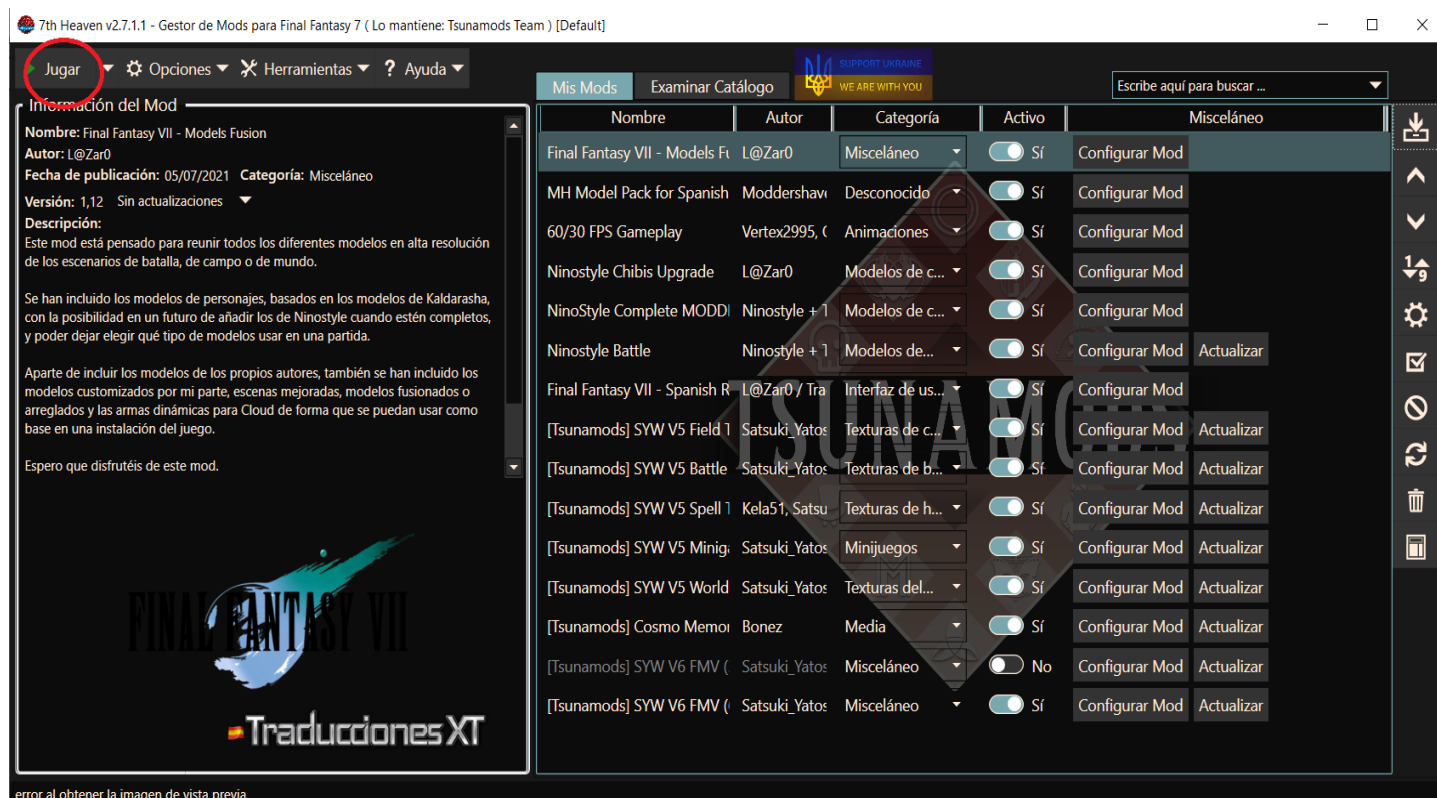 7th Heaven v2.7.1.1 - Gestor de Mods para Final Fantasy 7 ( Lo mantiene: Tsunamods Team ) [Default]
Jugar Opciones Herramientas ? Ayuda
SUPPORT UKRAINE
WE ARE WITH YOU
Mis Mods Examinar Catálogo
Escribe aquí para buscar ...
Información del Mod
Nombre: Final Fantasy VII - Models Fusion
Autor: L@Zar0
Fecha de publicación: 05/07/2021 Categoría: Misceláneo
Versión: 1,12 Sin actualizaciones
Descripción:
Este mod está pensado para reunir todos los diferentes modelos en alta resolución
de los escenarios de batalla, de campo o de mundo.
Se han incluido los modelos de personajes, basados en los modelos de Kaldarasha,
con la posibilidad en un futuro de añadir los de Ninostyle cuando estén completos,
y poder dejar elegir qué tipo de modelos usar en una partida.
Aparte de incluir los modelos de los propios autores, también se han incluido los
modelos customizados por mi parte, escenas mejoradas, modelos fusionados o
arreglados y las armas dinámicas para Cloud de forma que se puedan usar como
base en una instalación del juego.
Espero que disfrutéis de este mod.
FINAL FANTASY VII
Traducciones XT
Nombre Autor Categoría Activo Misceláneo
Final Fantasy VII - Models Fu L@Zar0 Misceláneo Sí Configurar Mod
MH Model Pack for Spanish Moddershave Desconocido Sí Configurar Mod
60/30 FPS Gameplay Vertex2995, ( Animaciones Sí Configurar Mod
Ninostyle Chibis Upgrade L@Zar0 Modelos de c... Sí Configurar Mod
NinoStyle Complete MODDI Ninostyle + T Modelos de c... Sí Configurar Mod
Ninostyle Battle Ninostyle + T Modelos de... Sí Configurar Mod Actualizar
Final Fantasy VII - Spanish R L@Zar0 / Tra Interfaz de us... Sí Configurar Mod
[Tsunamods] SYW V5 Field T Satsuki_Yatos Texturas de c... Sí Configurar Mod Actualizar
[Tsunamods] SYW V5 Battle Satsuki_Yatos Texturas de b... Sí Configurar Mod Actualizar
[Tsunamods] SYW V5 Spell T Kela51, Satsu Texturas de h... Sí Configurar Mod Actualizar
[Tsunamods] SYW V5 Miniga Satsuki_Yatos Minijuegos Sí Configurar Mod Actualizar
[Tsunamods] SYW V5 World Satsuki_Yatos Texturas del... Sí Configurar Mod Actualizar
[Tsunamods] Cosmo Memor Bonez Media Sí Configurar Mod Actualizar
[Tsunamods] SYW V6 FMV ( Satsuki_Yatos Misceláneo No Configurar Mod Actualizar
[Tsunamods] SYW V6 FMV ( Satsuki_Yatos Misceláneo Sí Configurar Mod Actualizar
TSUNAMODS
1 9
error al obtener la imagen de vista previa